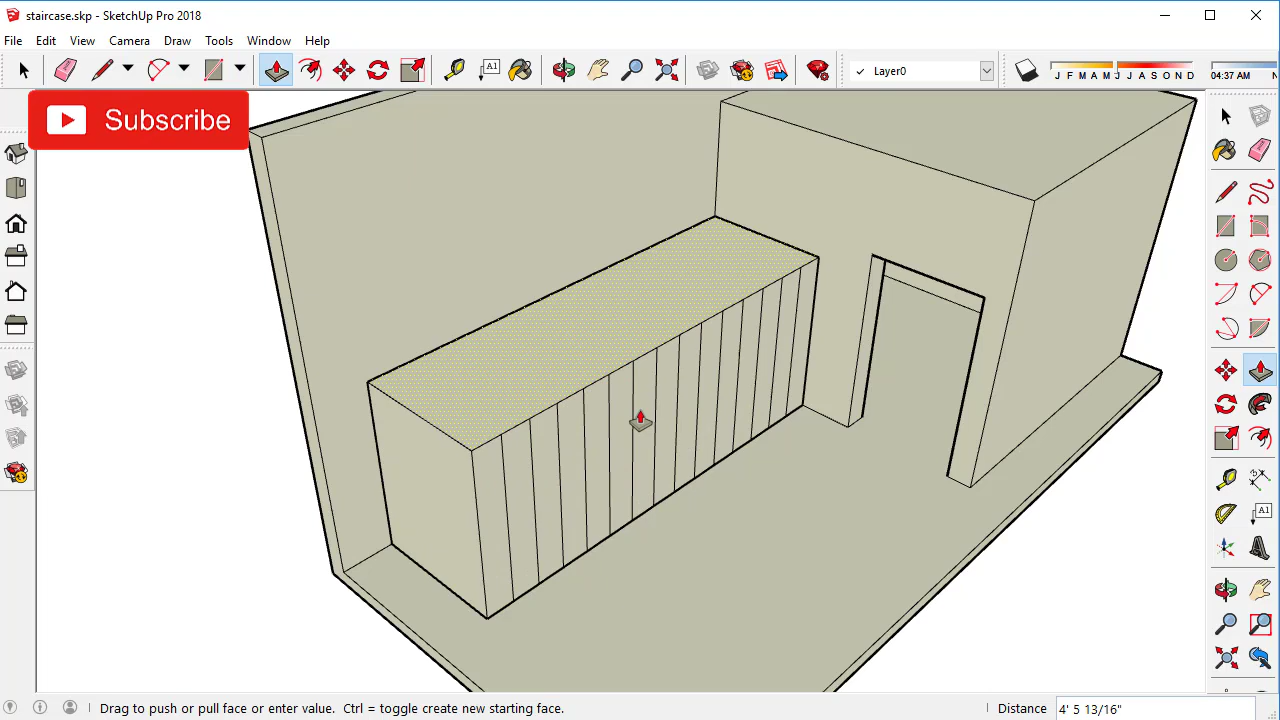 staircase.skp - SketchUp Pro 2018
File Edit View Camera Draw Tools Window Help
A1
Layer0
J F M A M J J A S O N D
04:37 AM
N
Subscribe
A1
Drag to push or pull face or enter value. Ctrl = toggle create new starting face.
Distance 4' 5 13/16"